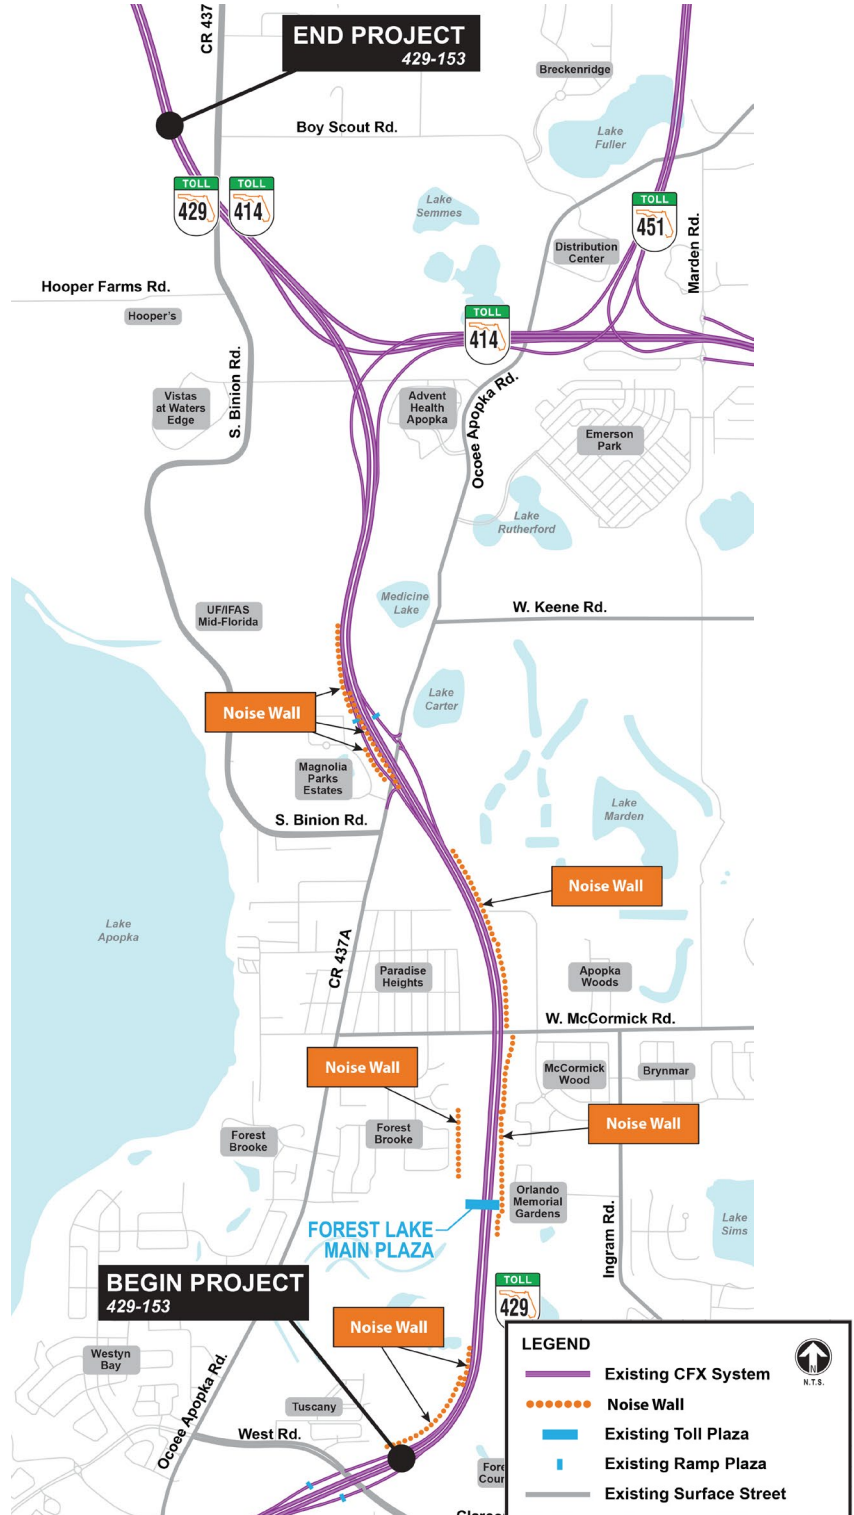 CR 437
END PROJECT
429-153
Breckenridge
Boy Scout Rd.
Lake
Fuller
TOLL
429
TOLL
414
Lake
Semmes
TOLL
451
Marden Rd.
Distribution
Center
Hooper Farms Rd.
Hooper's
TOLL
414
S. Binion Rd.
Vistas
at Waters
Edge
Advent
Health
Apopka
Ocoee Apopka Rd.
Emerson
Park
Lake
Rutherford
Medicine
Lake
UF/IFAS
Mid-Florida
W. Keene Rd.
Noise Wall
Lake
Carter
Magnolia
Parks
Estates
S. Binion Rd.
Lake
Marden
Noise Wall
Lake
Apopka
CR 437A
Paradise
Heights
Apopka
Woods
W. McCormick Rd.
Noise Wall
McCormick
Wood
Brynmar
Noise Wall
Forest
Brooke
Forest
Brooke
Orlando
Memorial
Gardens
Ingram Rd.
Lake
Sims
FOREST LAKE
MAIN PLAZA
BEGIN PROJECT
429-153
TOLL
429
Noise Wall
Westyn
Bay
Ocoee Apopka Rd.
Tuscany
West Rd.
LEGEND
N
N.T.S.
Existing CFX System
Noise Wall
Existing Toll Plaza
Existing Ramp Plaza
Existing Surface Street